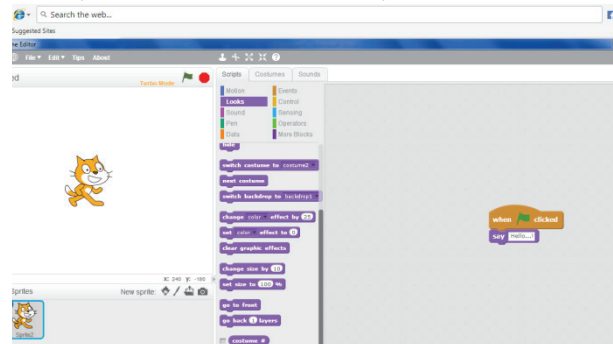 Search the web...
Suggested Sites
e Editor
File Edit Tips About
Turbo Mode
Scripts Costumes Sounds
Motion Events
Looks Control
Sound Sensing
Pen Operators
Data More Blocks
hide
switch costume to costume2
next costume
switch backdrop to backdrop1
change color effect by 25
set color effect to 0
clear graphic effects
change size by 10
set size to 100 %
go to front
go back 1 layers
costume #
when clicked
say Hello...!
X: 240 y: -180
Sprites New sprite:
Sprite2